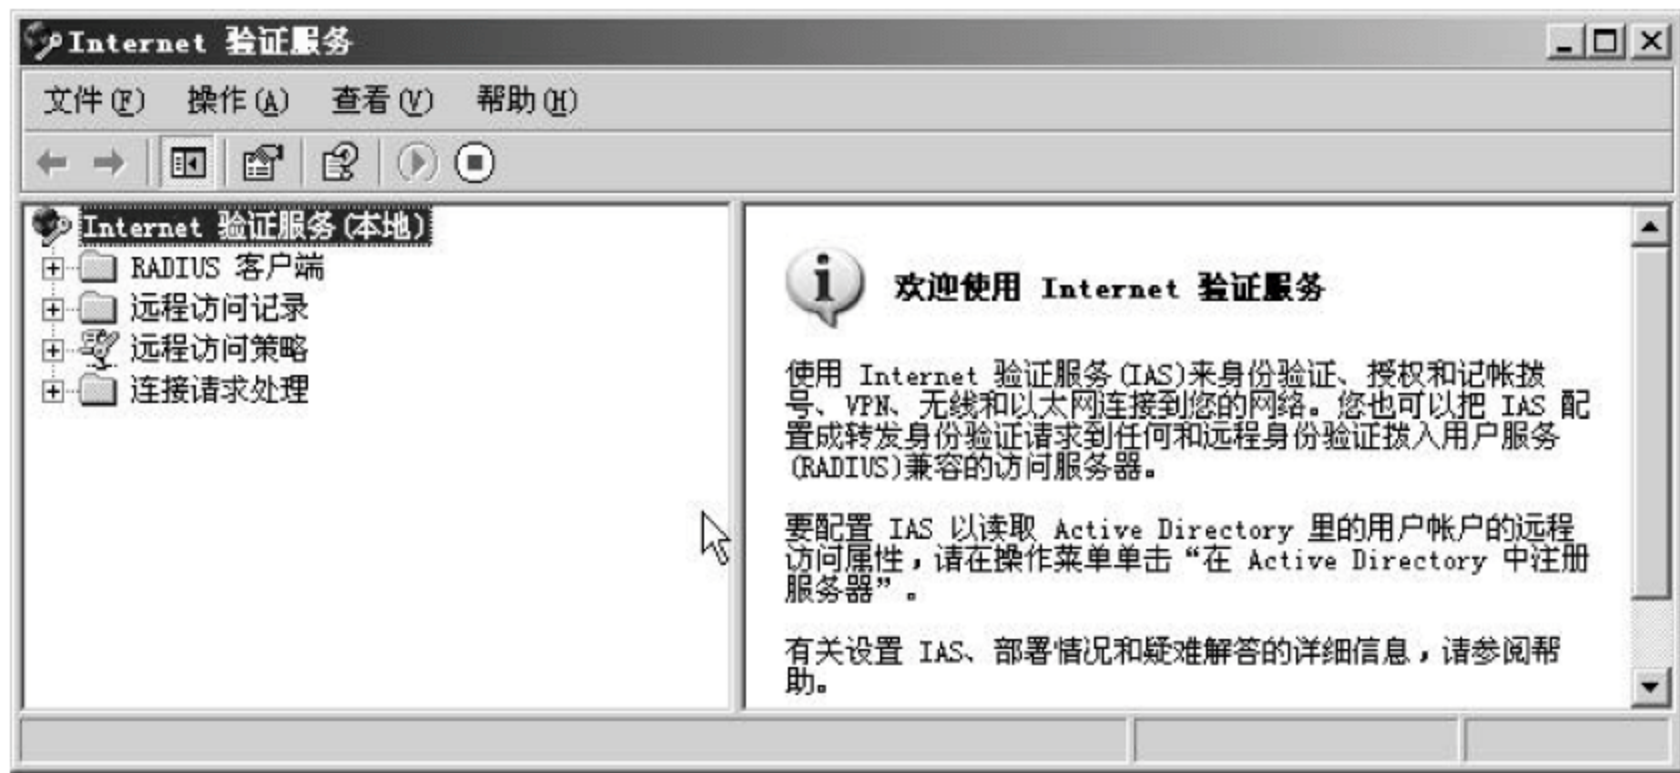 Internet 验证服务
文件(F) 操作(A) 查看(V) 帮助(H)
Internet 验证服务(本地)
RADIUS 客户端
远程访问记录
远程访问策略
连接请求处理
欢迎使用 Internet 验证服务
使用 Internet 验证服务(IAS)来身份验证、授权和记帐拨
号、VPN、无线和以太网连接到您的网络。您也可以把 IAS 配
置成转发身份验证请求到任何和远程身份验证拨入用户服务
(RADIUS)兼容的访问服务器。
要配置 IAS 以读取 Active Directory 里的用户帐户的远程
访问属性，请在操作菜单单击“在 Active Directory 中注册
服务器”。
有关设置 IAS、部署情况和疑难解答的详细信息，请参阅帮
助。